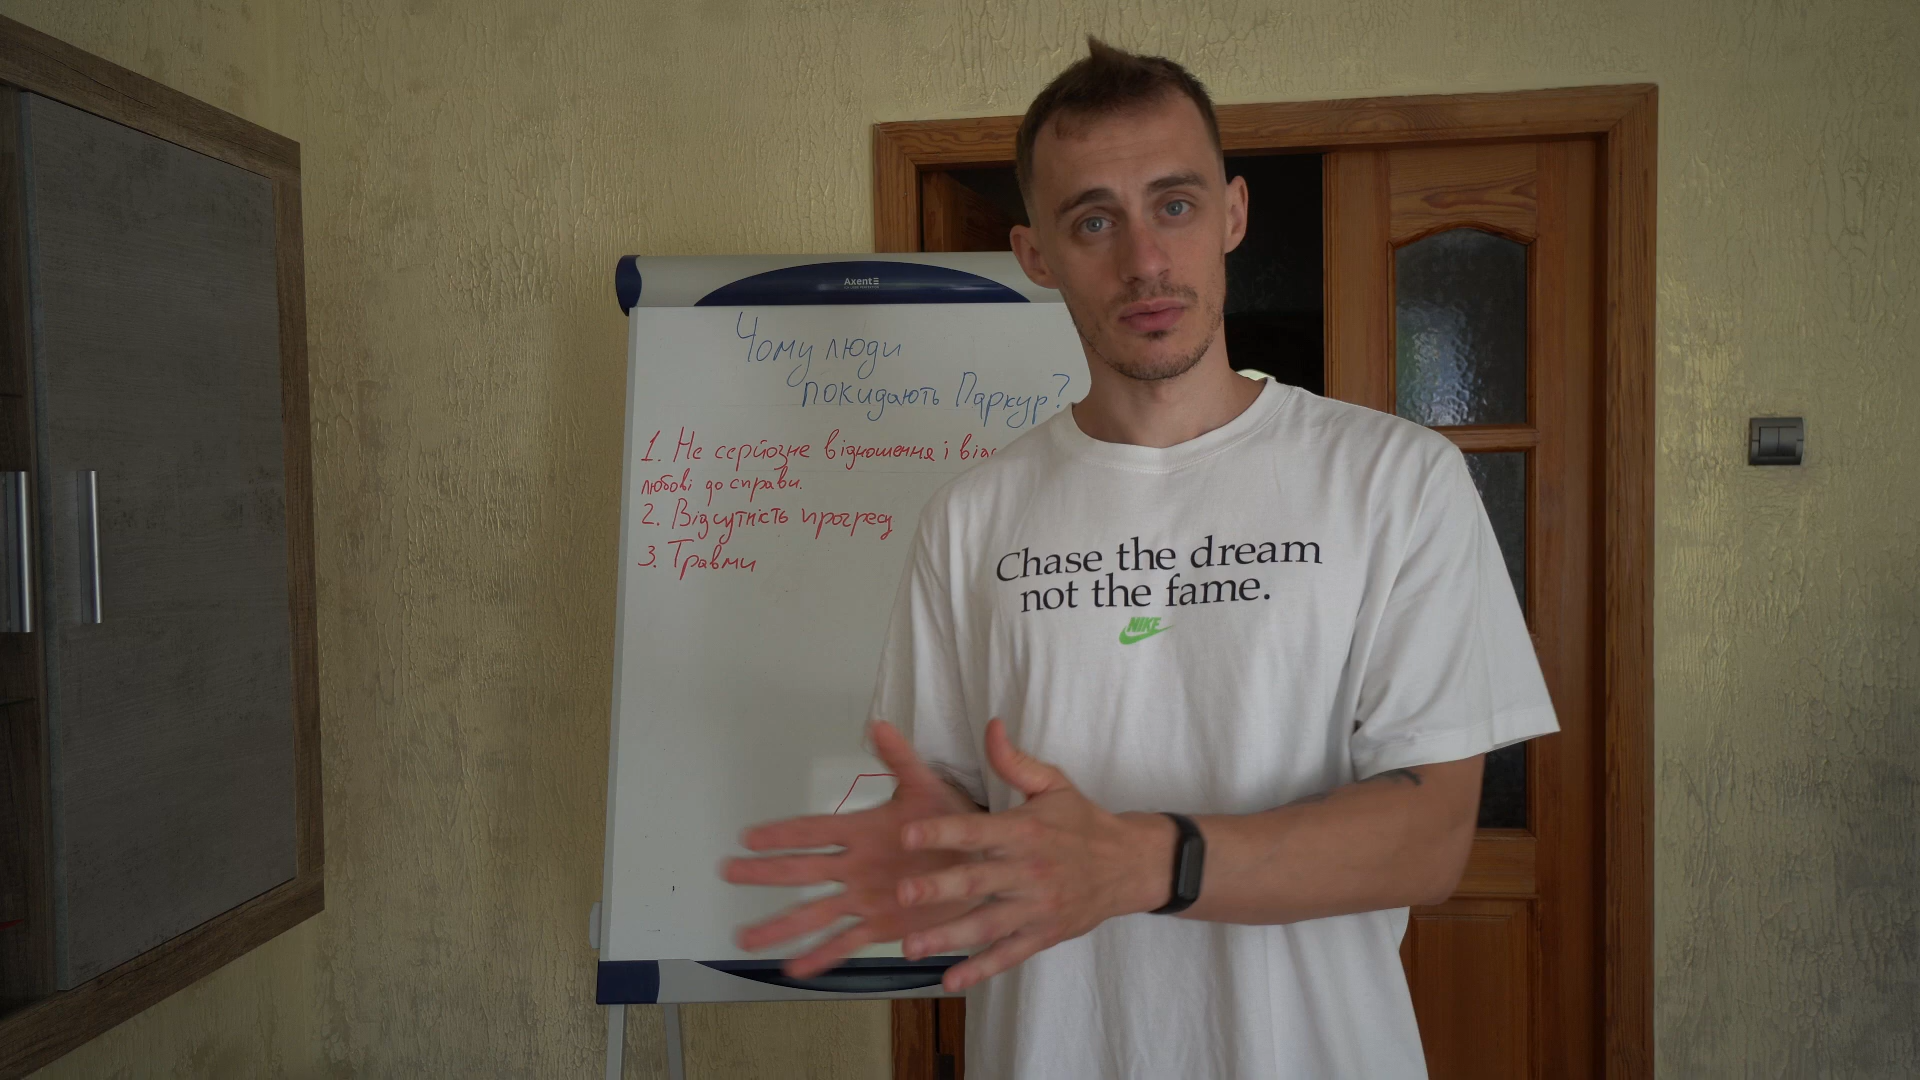 Axent
Чому люди
покидають Паркур?
1. Не серйозне відношення і
любові до справи.
2. Відсутність прогресу
3. Травми
Chase the dream
not the fame.
NIKE